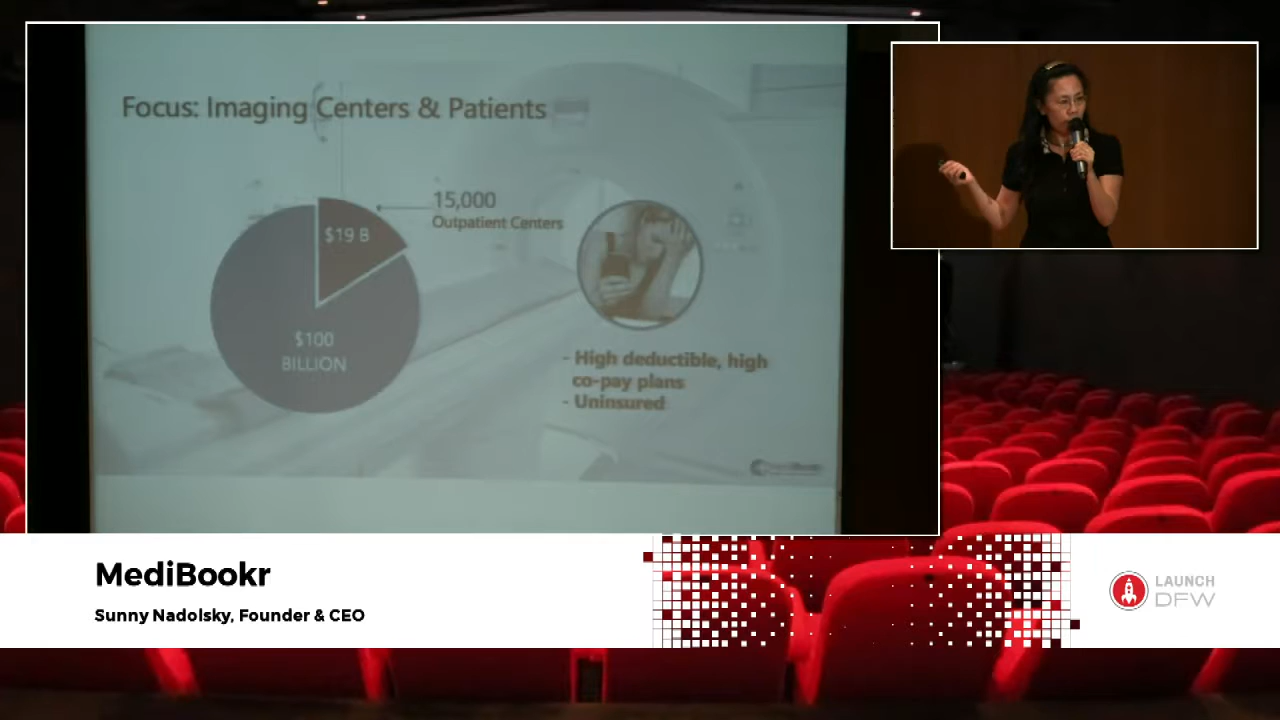 Focus: Imaging Centers & Patients
15,000
Outpatient Centers
$19 B
$100
BILLION
- High deductible, high
co-pay plans
- Uninsured
MediBookr
Sunny Nadolsky, Founder & CEO
LAUNCH
DFW